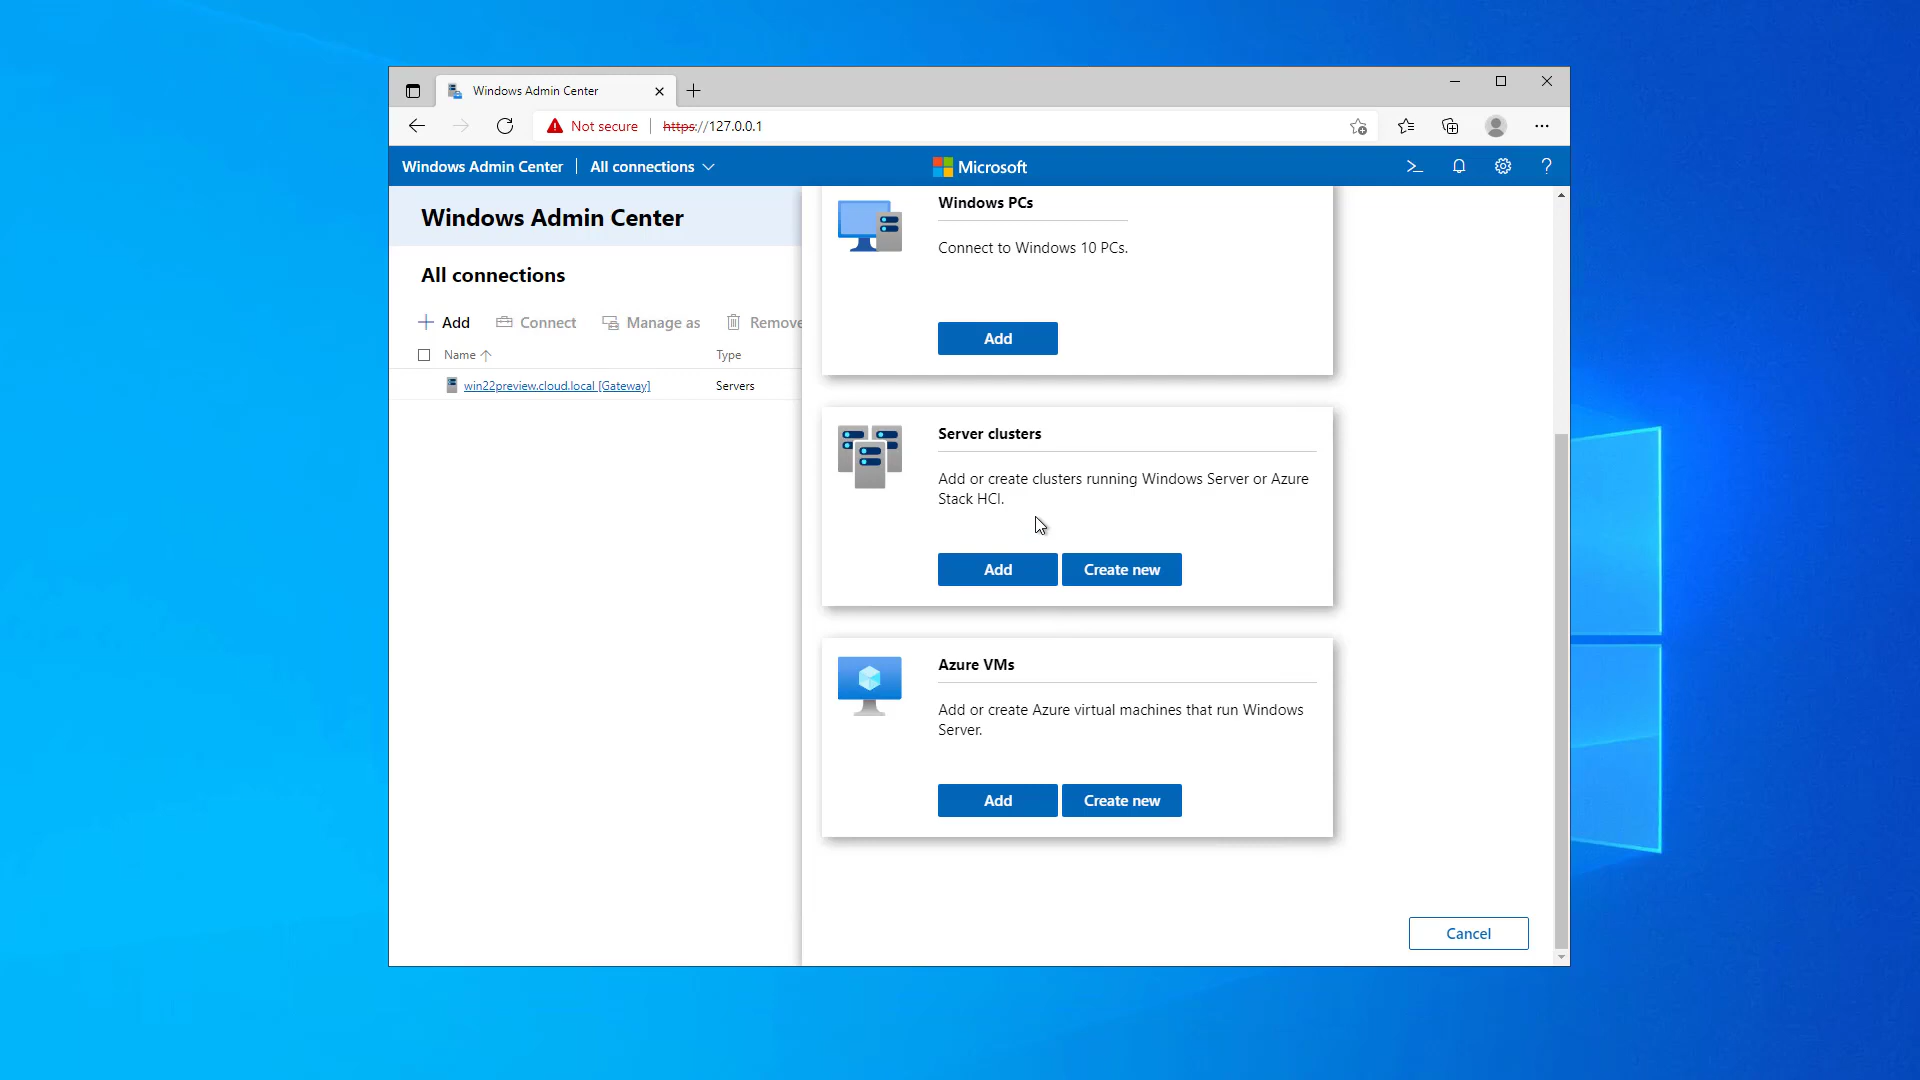 Windows Admin Center
Not secure https://127.0.0.1
Windows Admin Center All connections Microsoft ?
Windows Admin Center
All connections
Add Connect Manage as Remove
Name Type
win22preview.cloud.local [Gateway] Servers
Windows PCs
Connect to Windows 10 PCs.
Add
Server clusters
Add or create clusters running Windows Server or Azure
Stack HCI.
Add Create new
Azure VMs
Add or create Azure virtual machines that run Windows
Server.
Add Create new
Cancel